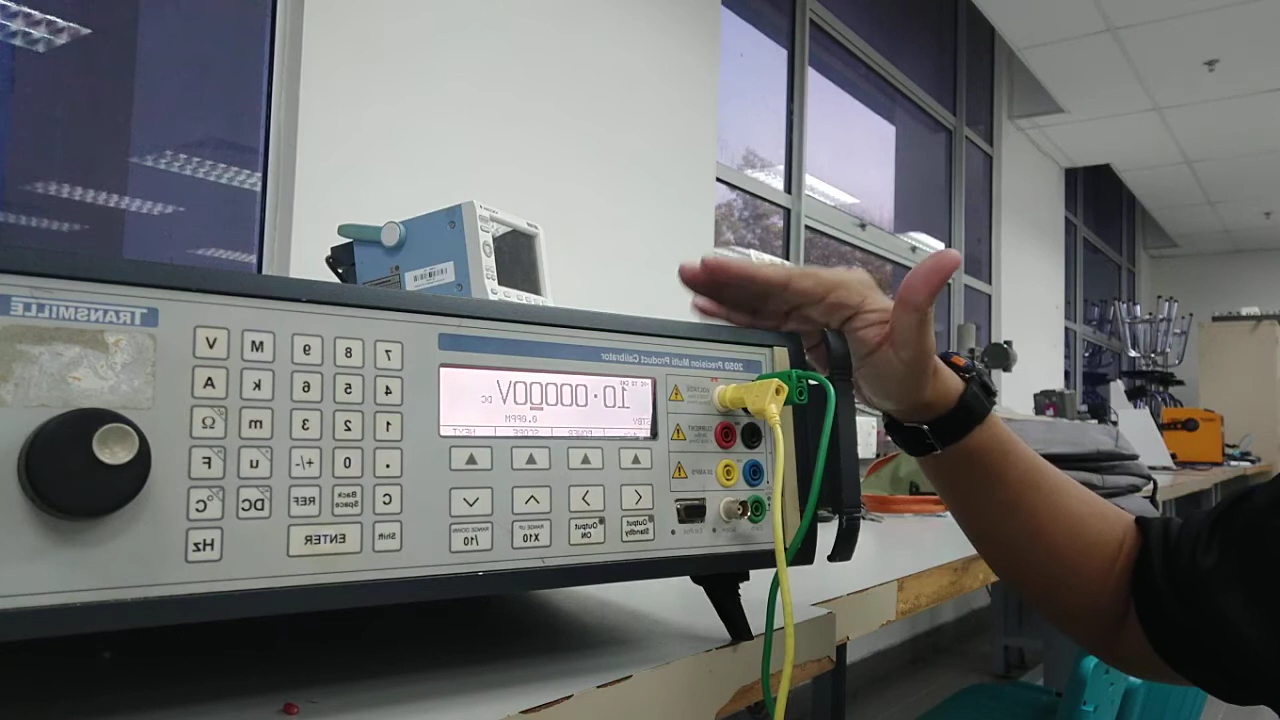 TRANSMILLE
2050 Precision Multi Product Calibrator
10.00000V DC
0.0PPM
STBY
SCOPE
POWER
NEXT
VOLTAGE
CURRENT
10 AMPS
7 8 9 M V
4 5 6 k A
1 2 3 m Ω
. 0 +/- u F
C Back Space REF DC °C
Shift ENTER Hz
Output Standby
Output ON
RANGE UP
X10
RANGE DOWN
/10